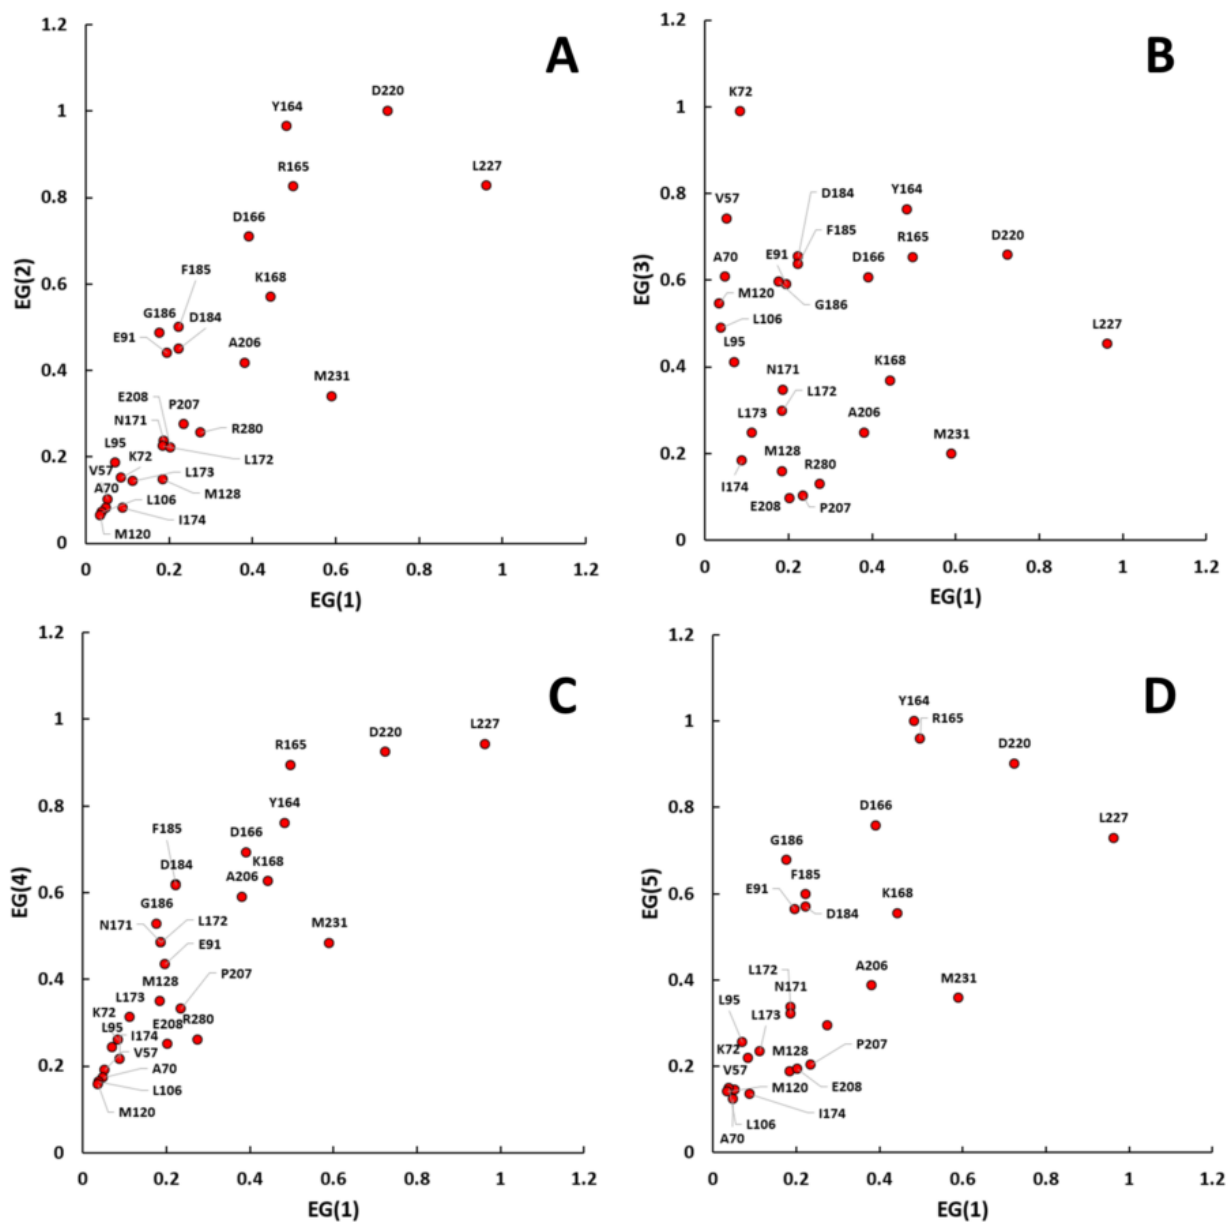 1.2
A
D220
Y164
1
R165
L227
0.8
D166
F185
K168
EG(2)
0.6
G186
D184
E91
A206
0.4
M231
E208
P207
N171
R280
L95
K72
L172
0.2
V57
L173
M128
A70
L106
I174
M120
0
0 0.2 0.4 0.6 0.8 1 1.2
EG(1)
1.2
B
K72
1
D184
Y164
0.8
V57
F185
R165
D220
A70
E91
D166
EG(3)
0.6
M120
G186
L106
L227
L95
N171
K168
0.4
L172
L173
A206
M231
0.2
M128
R280
I174
E208
P207
0
0 0.2 0.4 0.6 0.8 1 1.2
EG(1)
1.2
C
L227
D220
1
R165
Y164
0.8
F185
D166
D184
K168
A206
EG(4)
0.6
G186
N171
L172
M231
E91
0.4
M128
P207
L173
K72
E208
R280
L95
I174
V57
0.2
A70
L106
M120
0
0 0.2 0.4 0.6 0.8 1 1.2
EG(1)
1.2
D
Y164
R165
1
D220
D166
L227
0.8
G186
F185
E91
K168
EG(5)
0.6
D184
A206
L172
N171
M231
0.4
L95
L173
K72
M128
P207
0.2
V57
M120
E208
I174
L106
A70
0
0 0.2 0.4 0.6 0.8 1 1.2
EG(1)